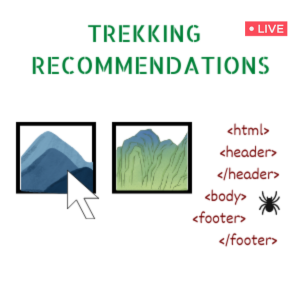 LIVE
TREKKING
RECOMMENDATIONS
<html>
<header>
</header>
<body>
<footer>
</footer>